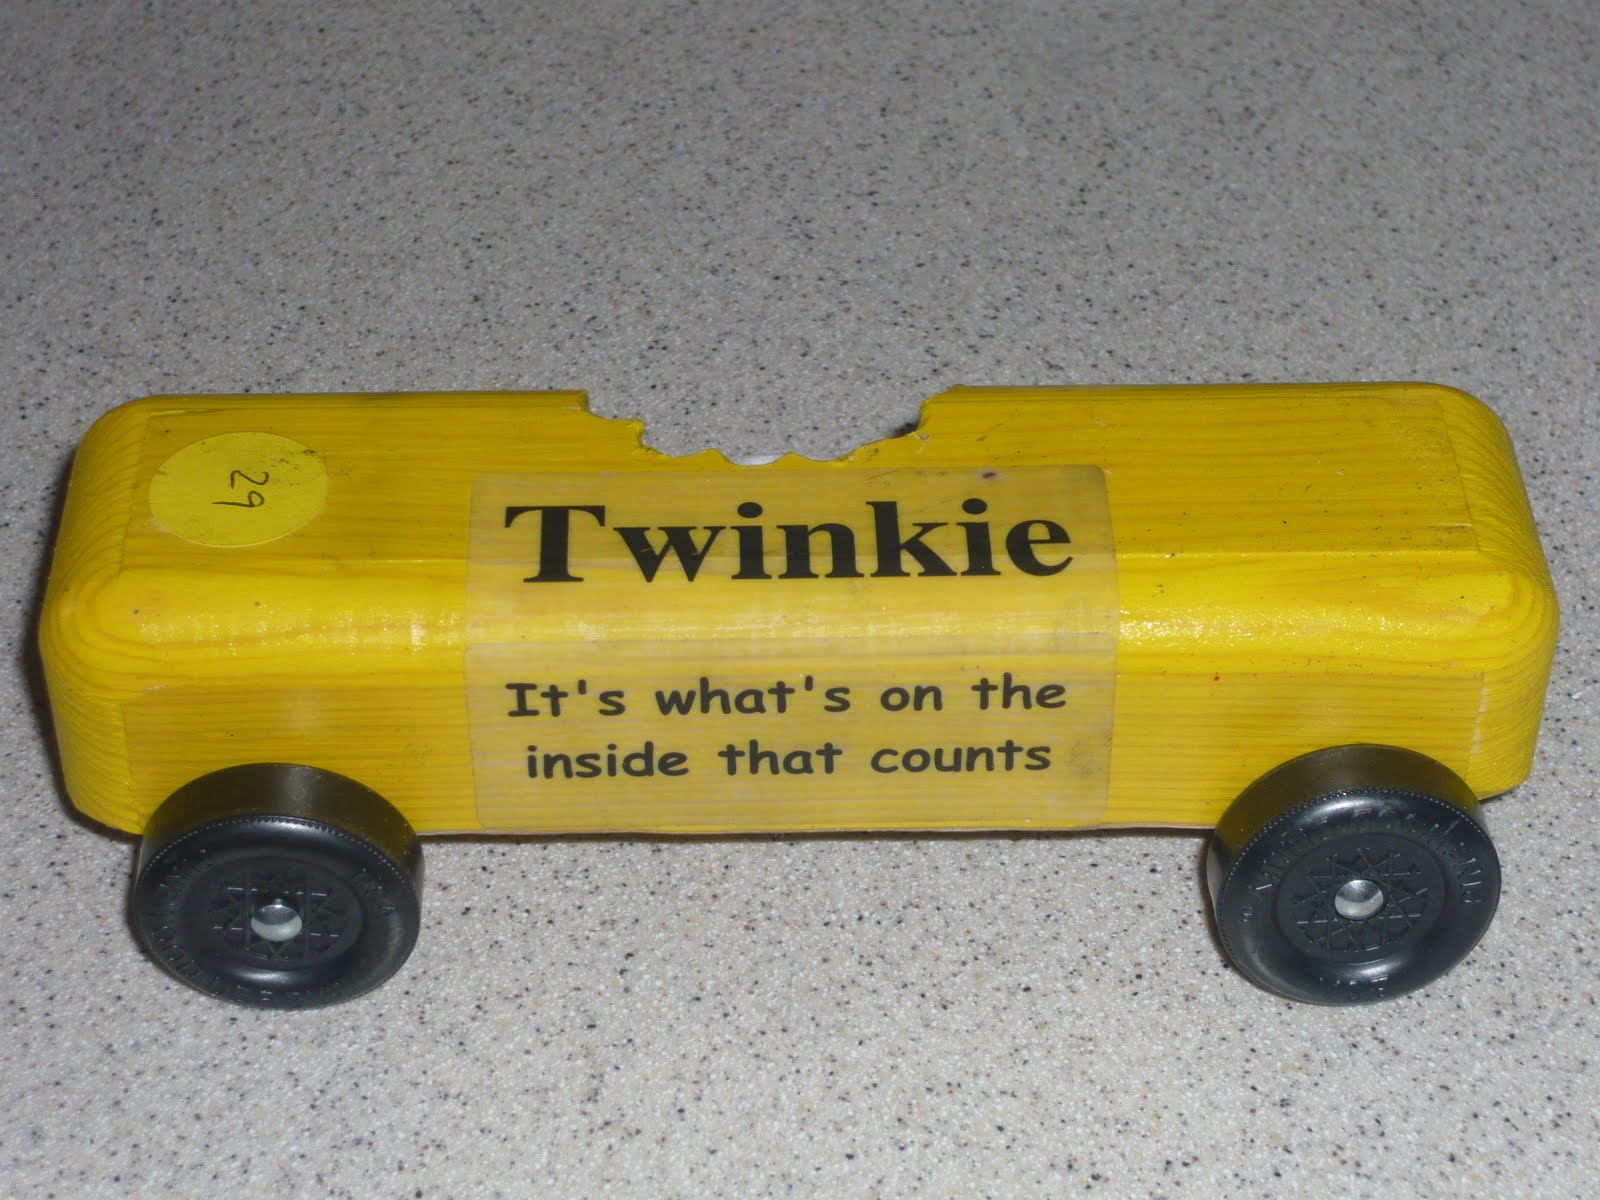 29
Twinkie
It's what's on the
inside that counts